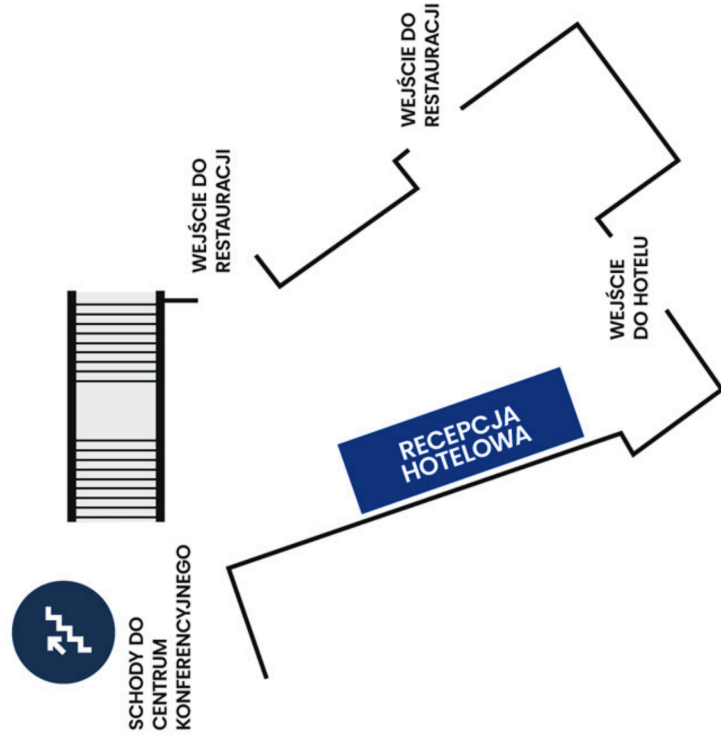 SCHODY DO
CENTRUM
KONFERENCYJNEGO
WEJŚCIE DO
RESTAURACJI
WEJŚCIE DO
RESTAURACJI
RECEPCJA
HOTELOWA
WEJŚCIE
DO HOTELU